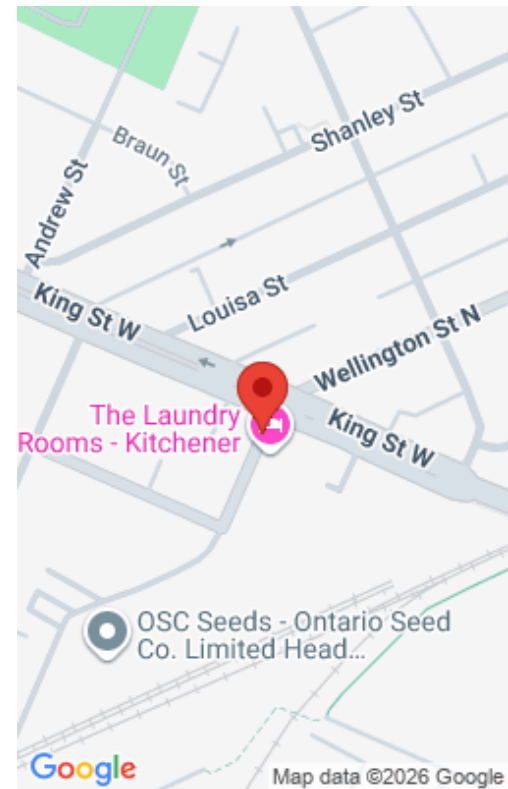 Shanley St
Braun St
Andrew St
King St W
Louisa St
Wellington St N
The Laundry
Rooms - Kitchener
King St W
OSC Seeds - Ontario Seed
Co. Limited Head...
Google
Map data ©2026 Google